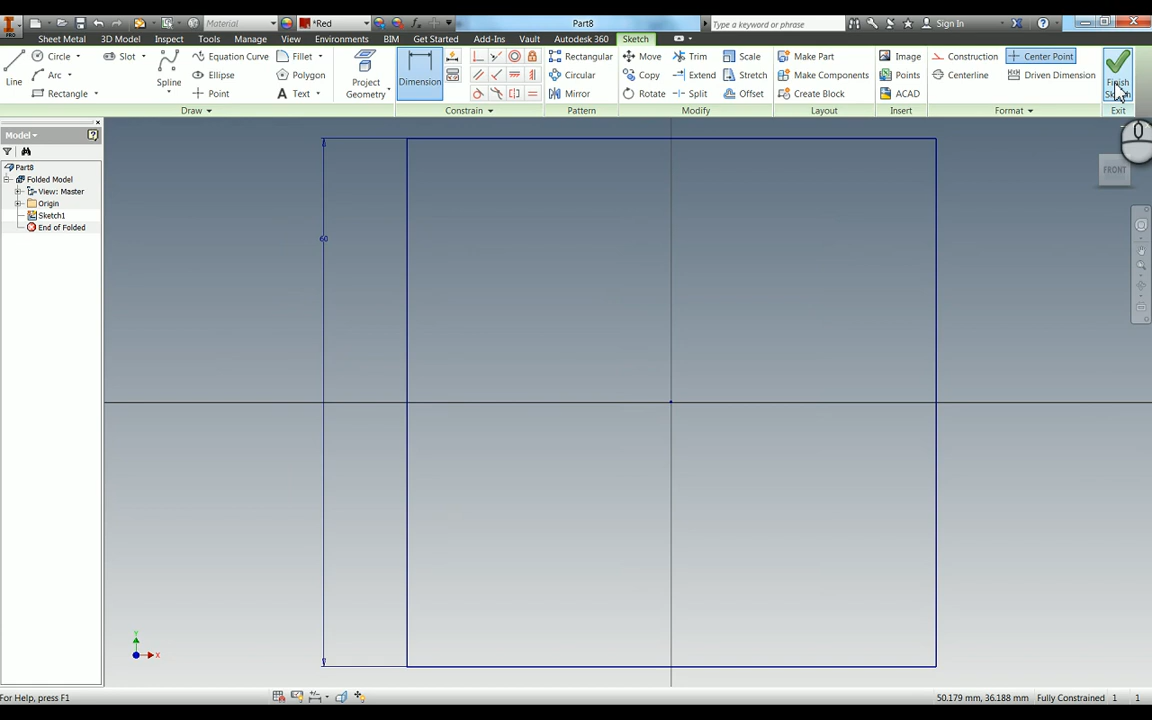 Material
*Red
Part8
Type a keyword or phrase
Sign In
PRO
Sheet Metal 3D Model Inspect Tools Manage View Environments BIM Get Started Add-Ins Vault Autodesk 360 Sketch
Line
Circle
Arc
Rectangle
Slot
Spline
Equation Curve
Ellipse
Point
Fillet
Polygon
Text
Project Geometry
Dimension
Rectangular
Circular
Mirror
Move
Copy
Rotate
Trim
Extend
Split
Scale
Stretch
Offset
Make Part
Make Components
Create Block
Image
Points
ACAD
Construction
Centerline
Center Point
Driven Dimension
Finish
Draw
Constrain
Pattern
Modify
Layout
Insert
Format
Exit
Model
Part8
Folded Model
View: Master
Origin
Sketch1
End of Folded
60
FRONT
Y
X
For Help, press F1
50.179 mm, 36.188 mm Fully Constrained 1 1